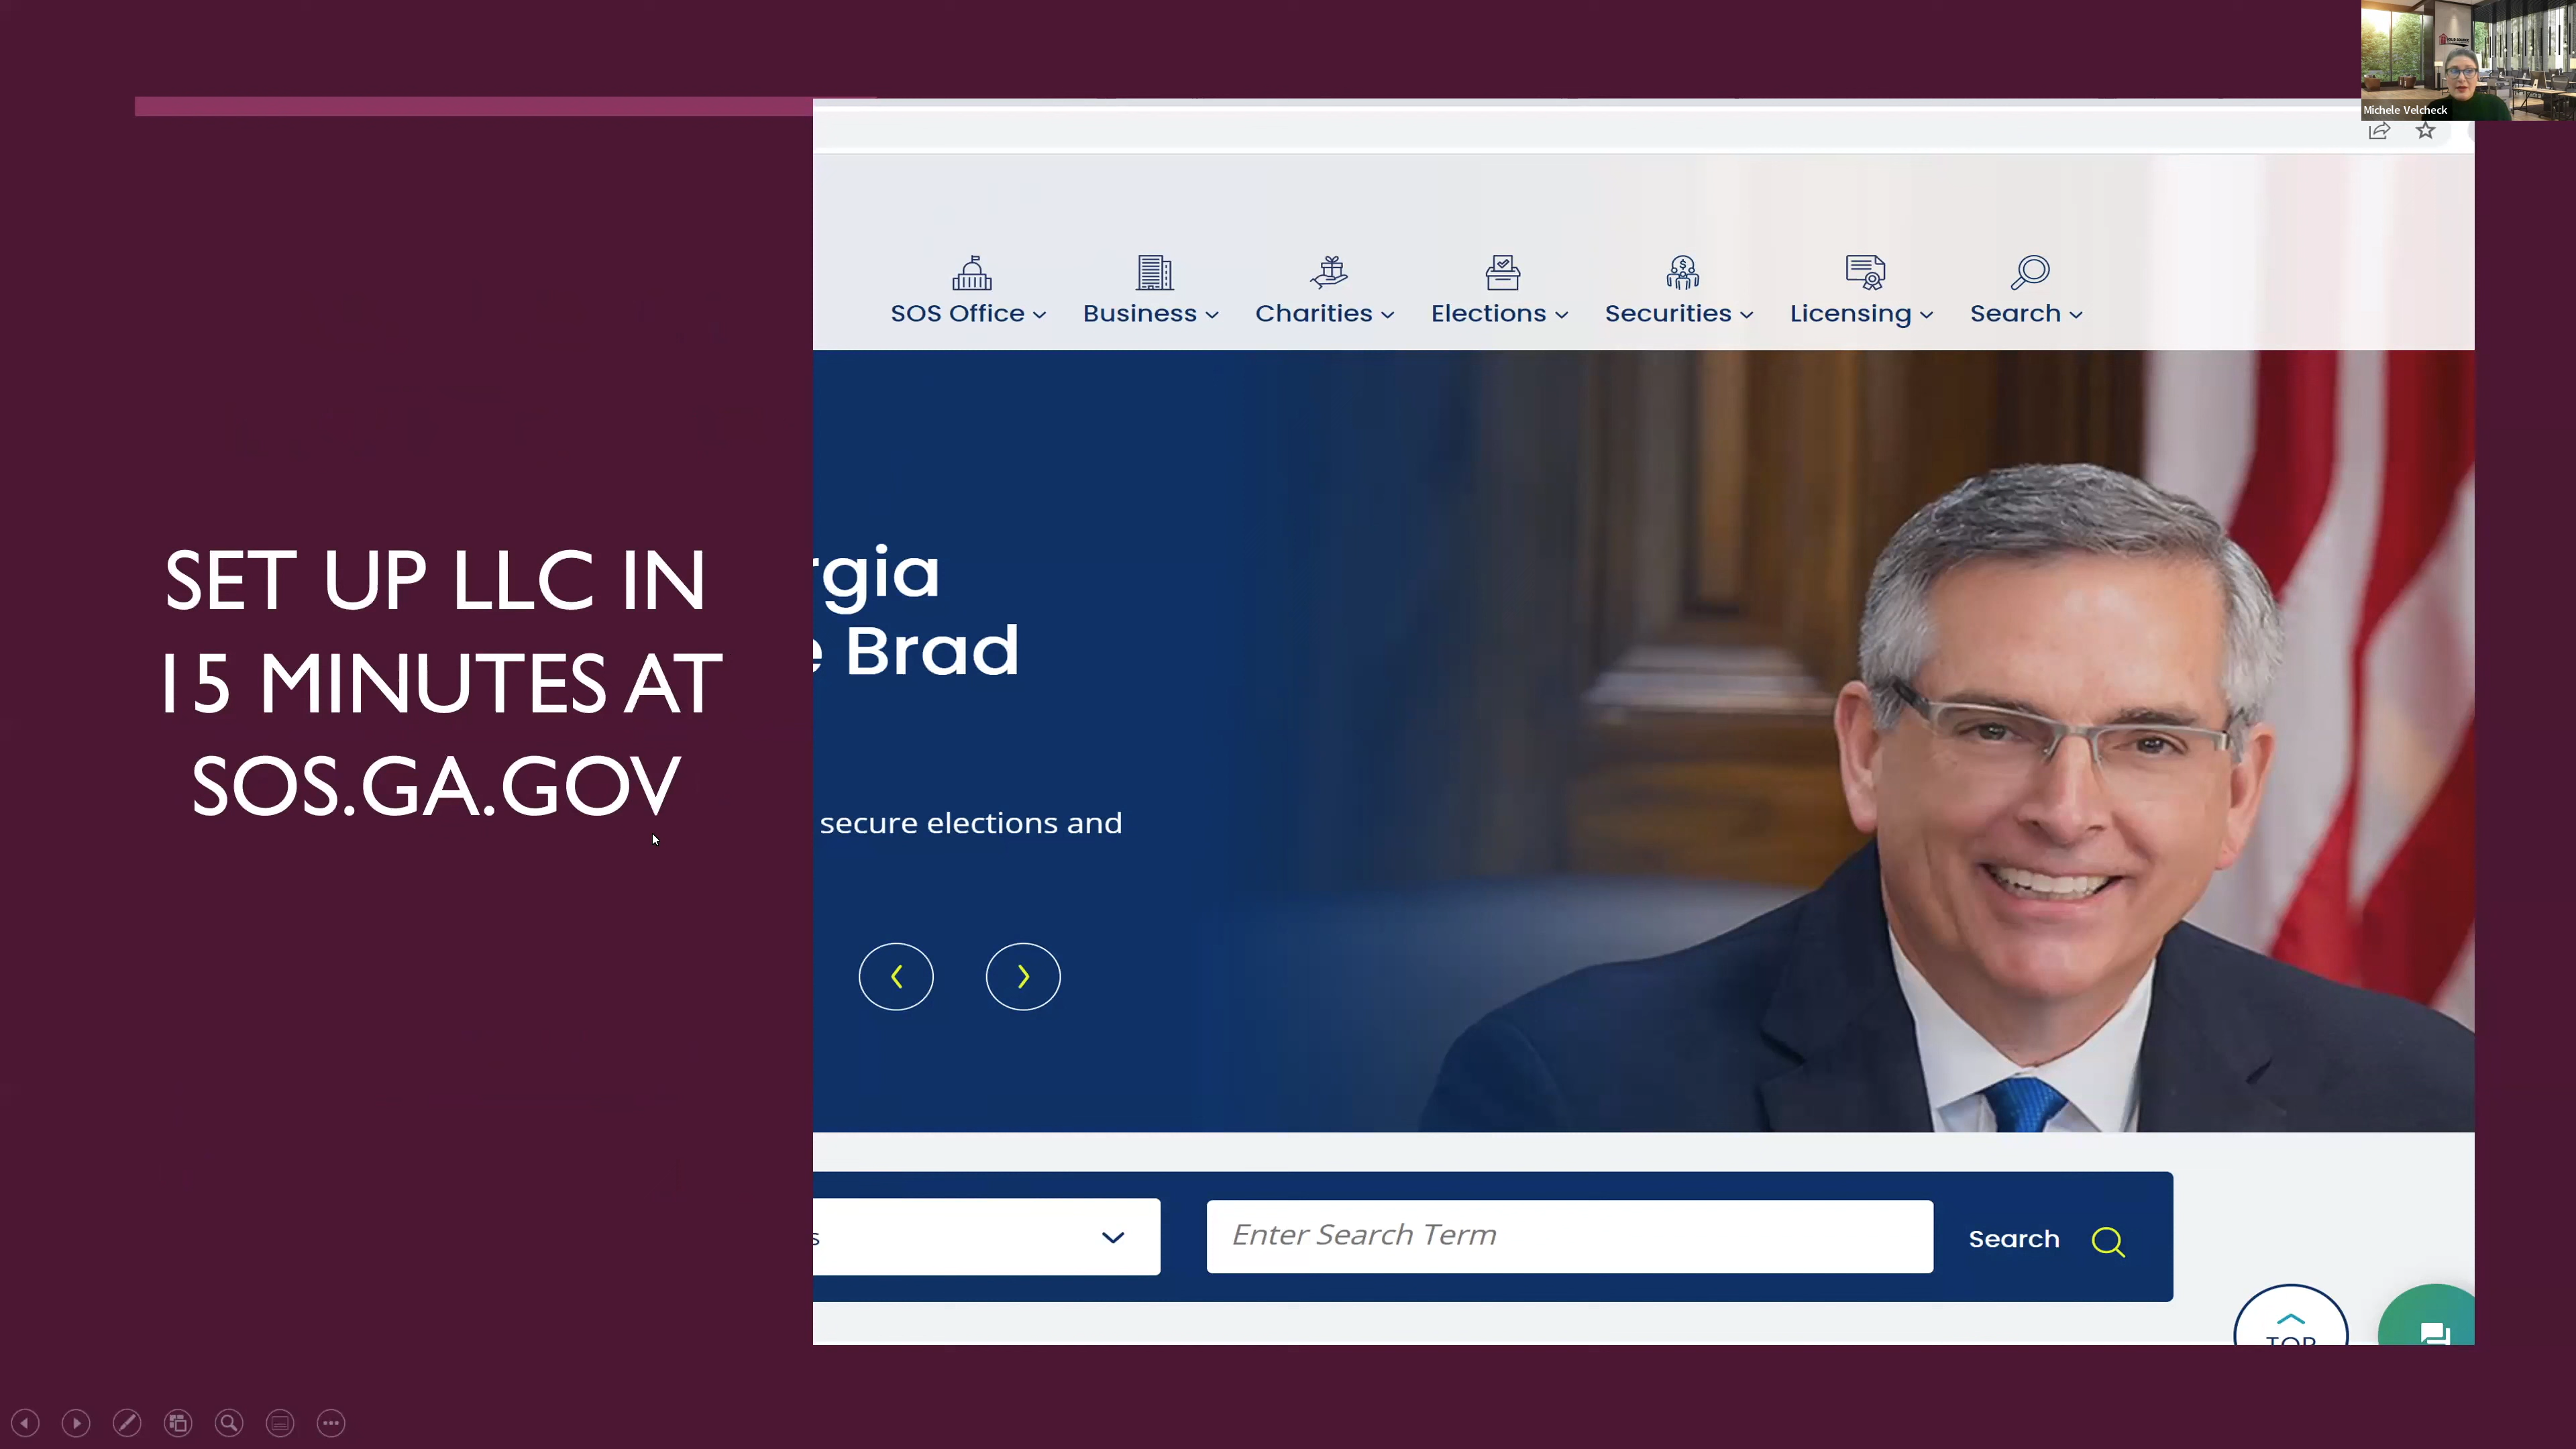 Michele Velcheck
SOS Office
Business
Charities
Elections
Securities
Licensing
Search
SET UP LLC IN
15 MINUTES AT
SOS.GA.GOV
rgia
e Brad
secure elections and
s
Enter Search Term
Search
TOP